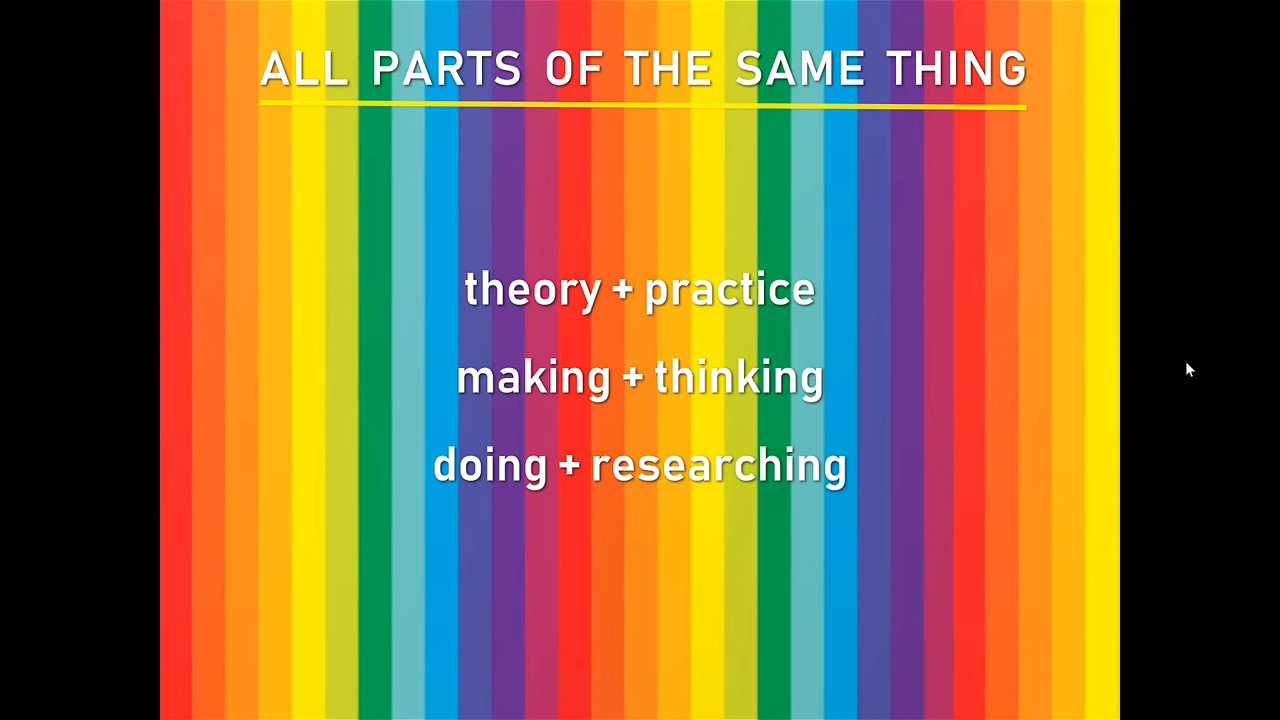 ALL PARTS OF THE SAME THING
theory + practice
making + thinking
doing + researching